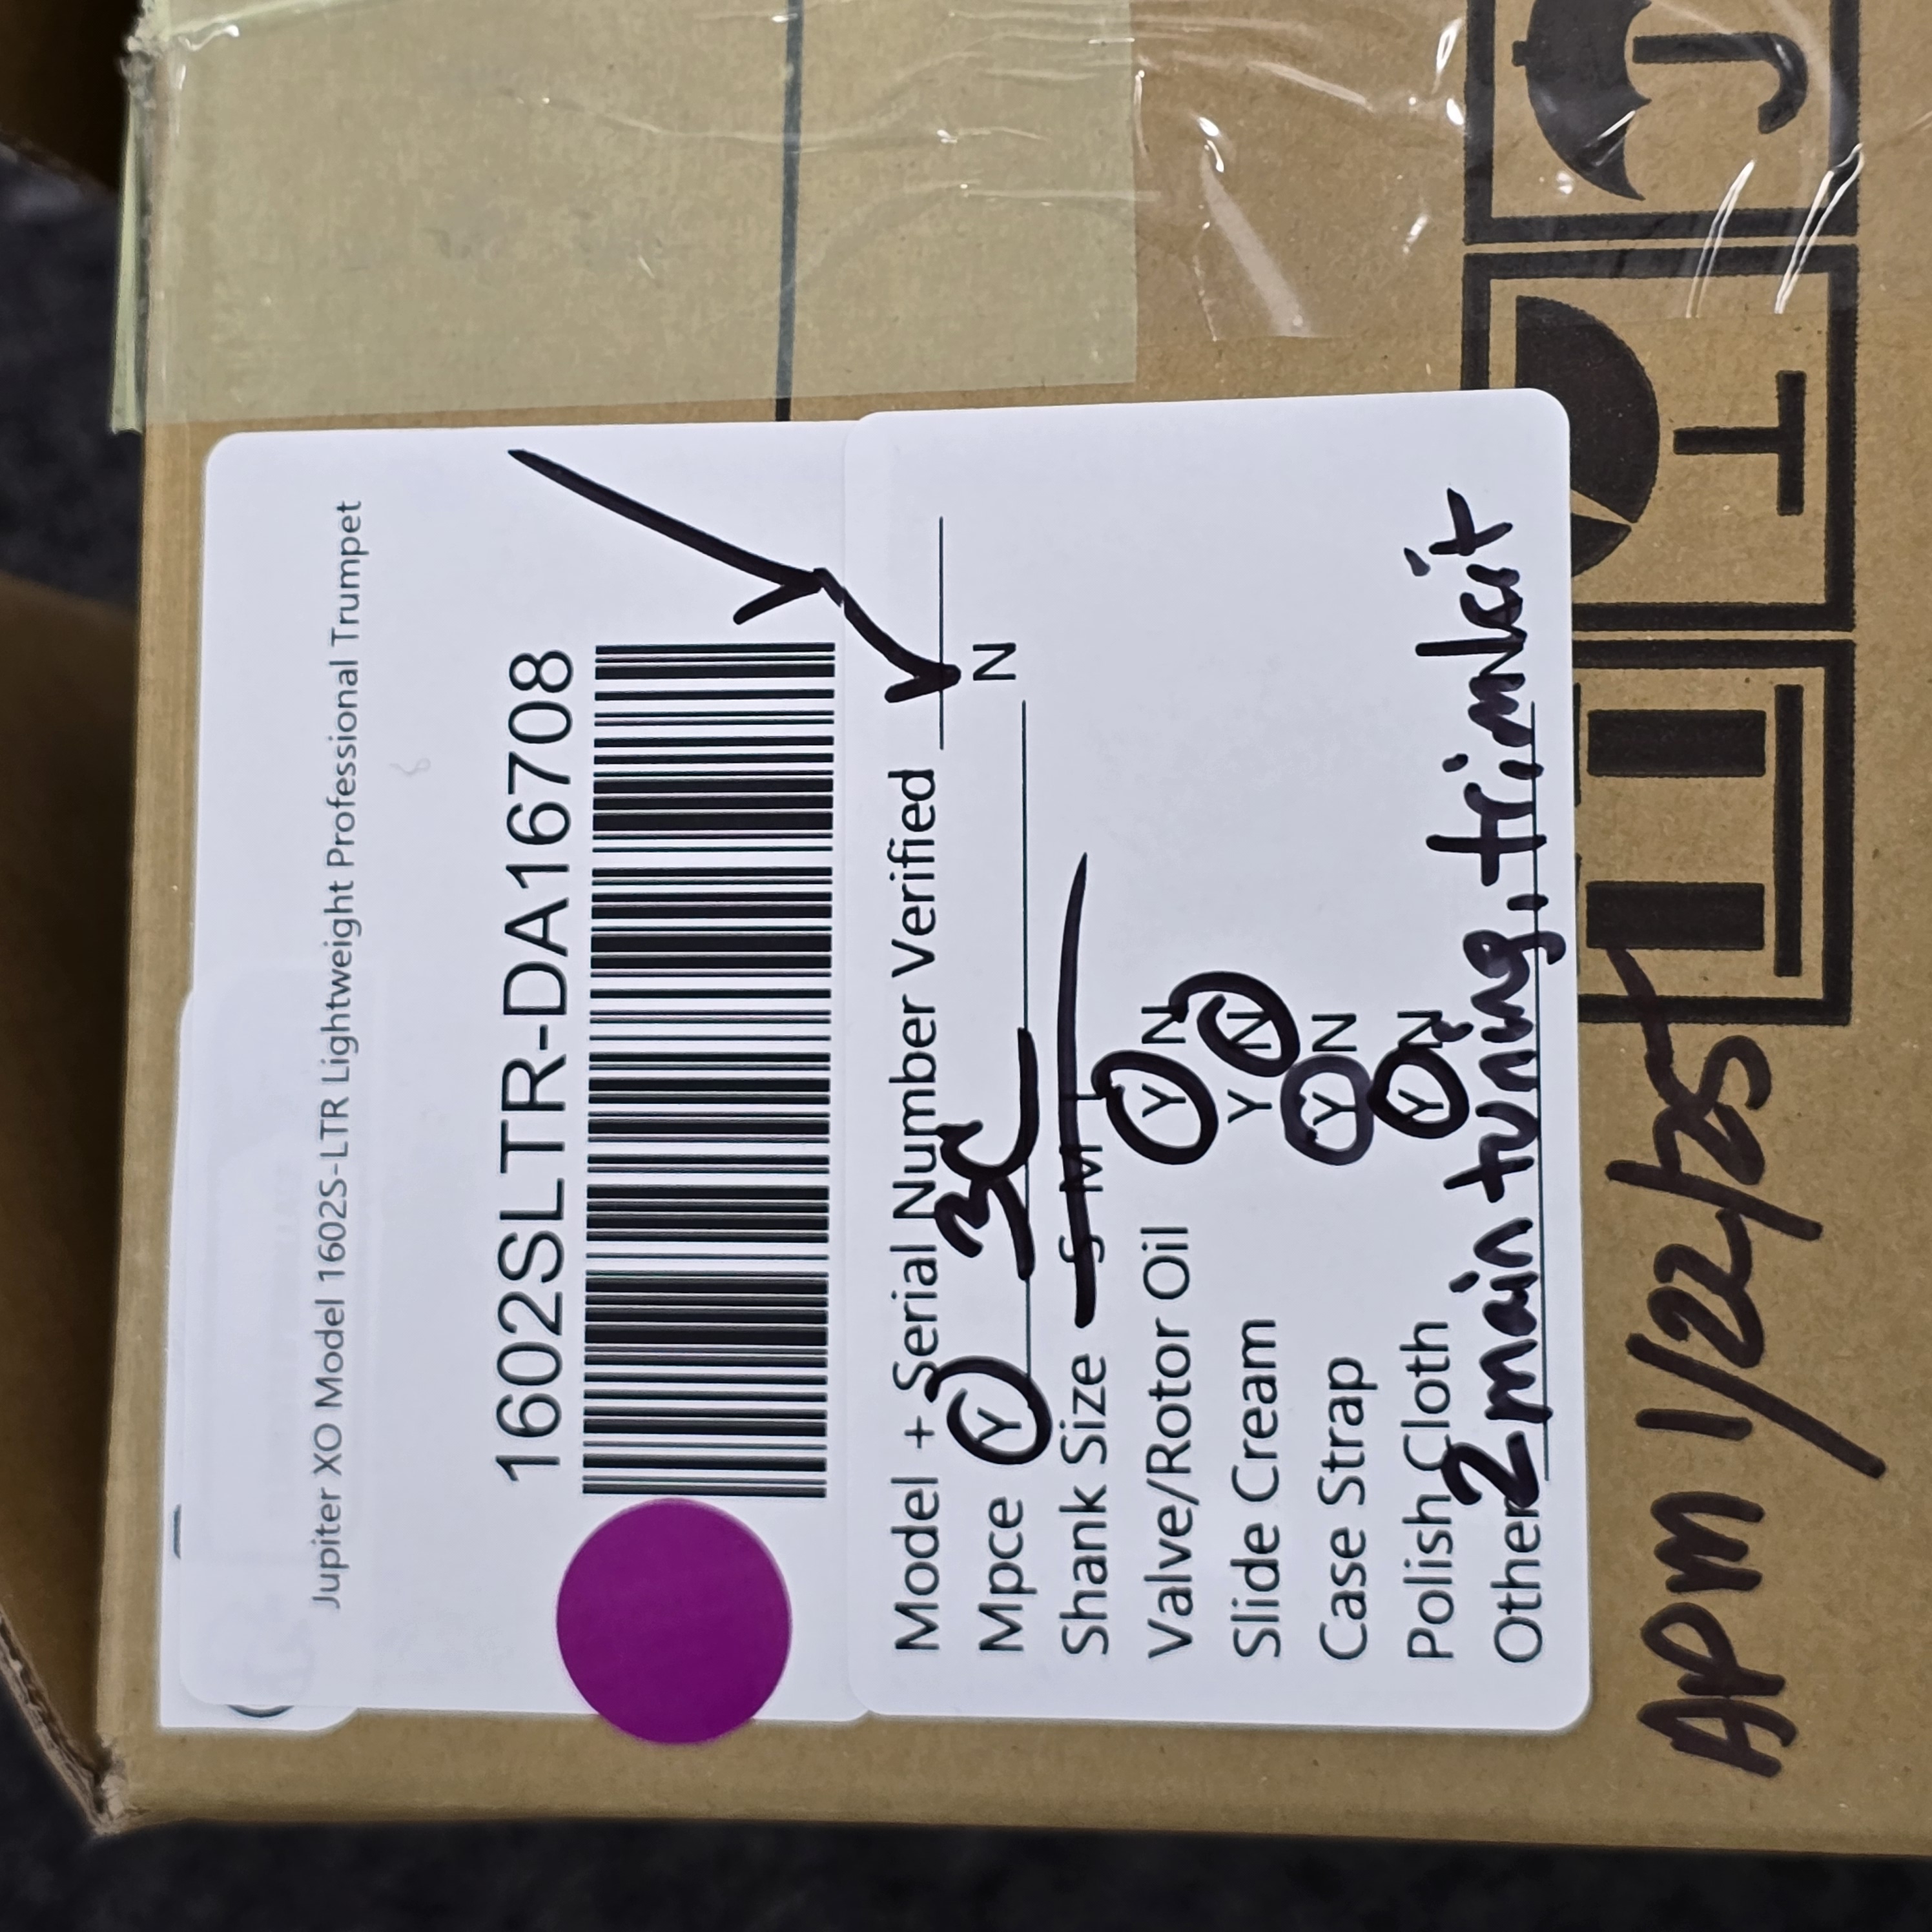 Jupiter XO Model 1602S-LTR Lightweight Professional Trumpet
1602SLTR-DA16708
Model + Serial Number Verified
Mpce Y 3C N
Shank Size S M L
Valve/Rotor Oil Y N
Slide Cream Y N
Case Strap Y N
Polish Cloth Y N
Other 2 main tuning, trim kit
APM 1/22/25